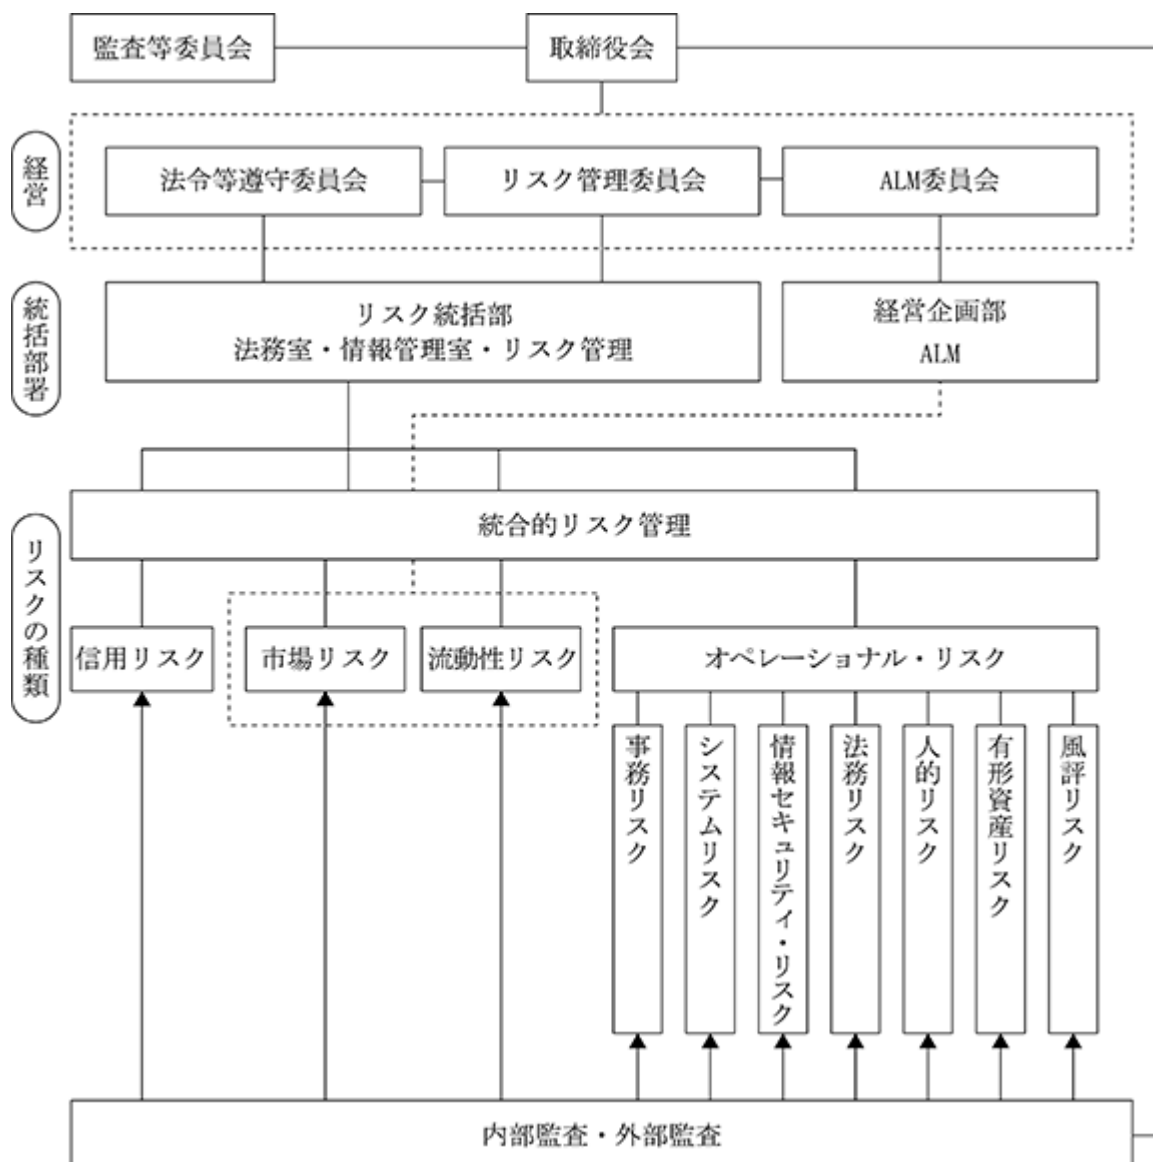 監査等委員会
取締役会
経営
法令等遵守委員会
リスク管理委員会
ALM委員会
統括部署
リスク統括部
法務室・情報管理室・リスク管理
経営企画部
ALM
リスクの種類
統合的リスク管理
信用リスク
市場リスク
流動性リスク
オペレーショナル・リスク
事務リスク
システムリスク
情報セキュリティ・リスク
法務リスク
人的リスク
有形資産リスク
風評リスク
内部監査・外部監査